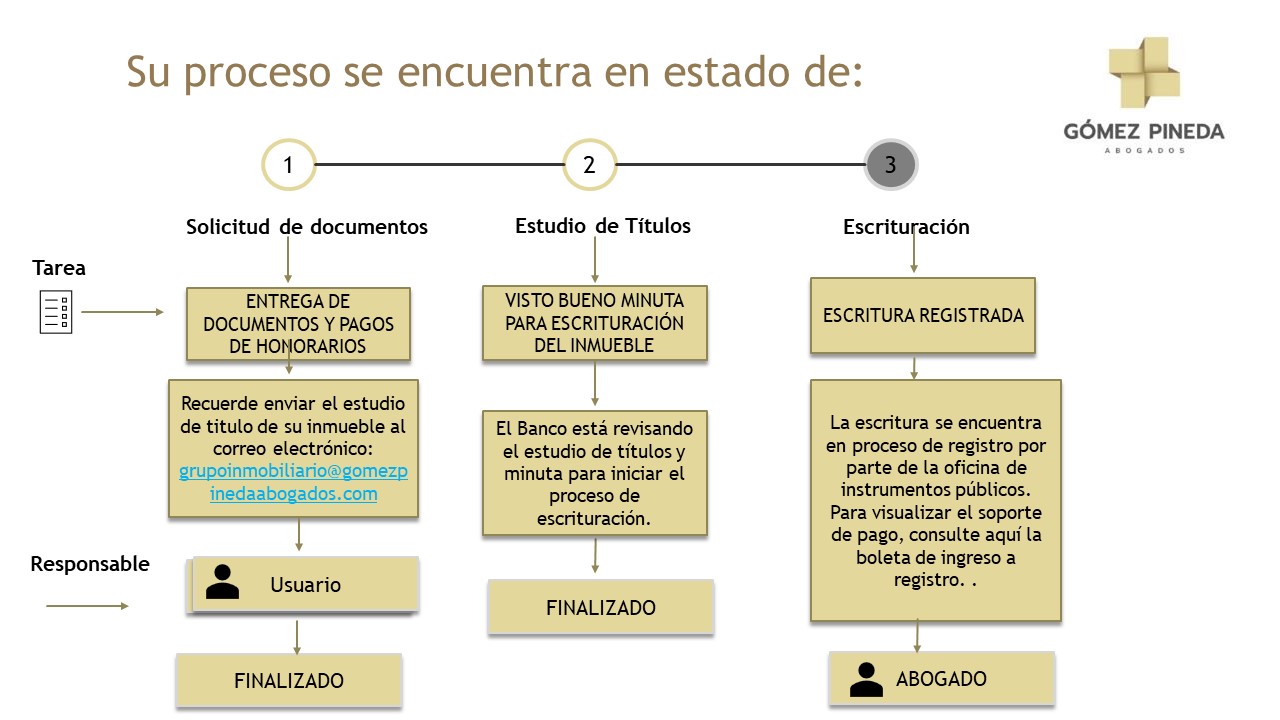 Su proceso se encuentra en estado de:
GÓMEZ PINEDA
ABOGADOS
1
2
3
Solicitud de documentos
Estudio de Títulos
Escrituración
Tarea
ENTREGA DE
DOCUMENTOS Y PAGOS
DE HONORARIOS
VISTO BUENO MINUTA
PARA ESCRITURACIÓN
DEL INMUEBLE
ESCRITURA REGISTRADA
Recuerde enviar el estudio
de titulo de su inmueble al
correo electrónico:
grupoinmobiliario@gomezp
inedaabogados.com
El Banco está revisando
el estudio de títulos y
minuta para iniciar el
proceso de
escrituración.
La escritura se encuentra
en proceso de registro por
parte de la oficina de
instrumentos públicos.
Para visualizar el soporte
de pago, consulte aquí la
boleta de ingreso a
registro. .
Responsable
Usuario
FINALIZADO
FINALIZADO
ABOGADO